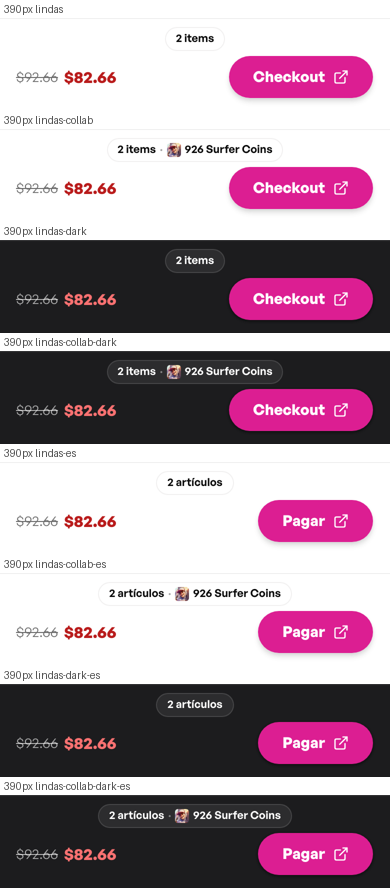 390px lindas
2 items
$92.66 $82.66 Checkout
390px lindas-collab
2 items · 926 Surfer Coins
$92.66 $82.66 Checkout
390px lindas-dark
2 items
$92.66 $82.66 Checkout
390px lindas-collab-dark
2 items · 926 Surfer Coins
$92.66 $82.66 Checkout
390px lindas-es
2 artículos
$92.66 $82.66 Pagar
390px lindas-collab-es
2 artículos · 926 Surfer Coins
$92.66 $82.66 Pagar
390px lindas-dark-es
2 artículos
$92.66 $82.66 Pagar
390px lindas-collab-dark-es
2 artículos · 926 Surfer Coins
$92.66 $82.66 Pagar